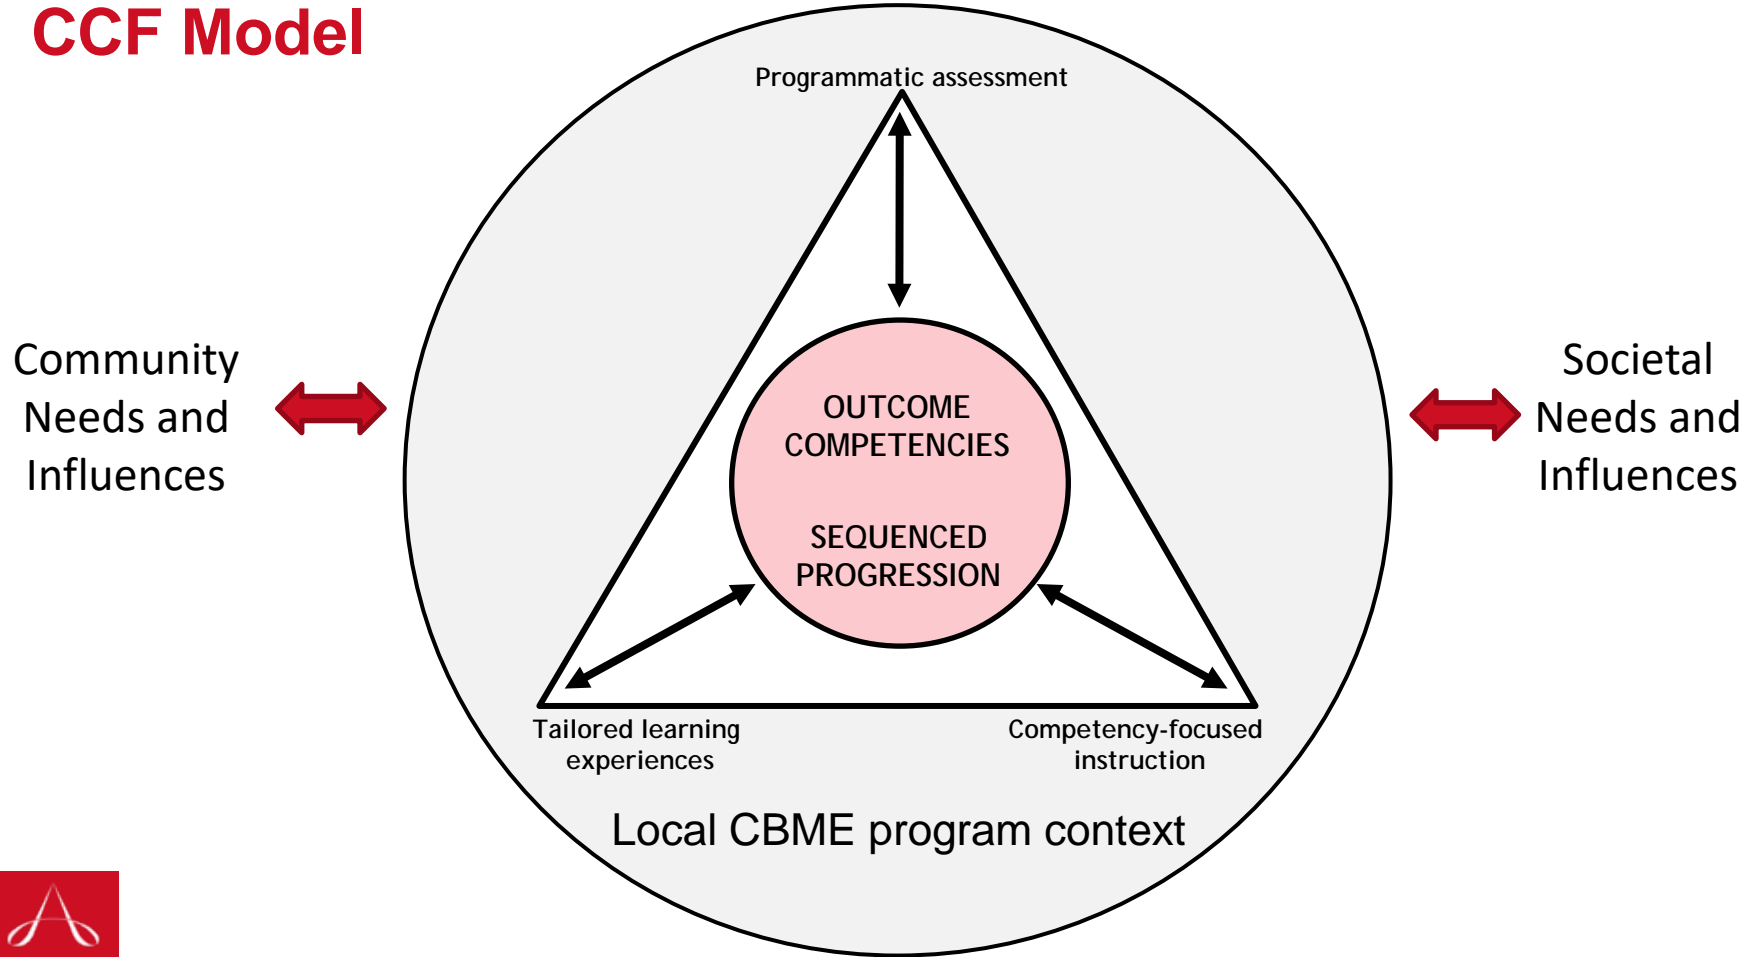 CCF Model
Programmatic assessment
Community
Needs and
Influences
OUTCOME
COMPETENCIES
SEQUENCED
PROGRESSION
Societal
Needs and
Influences
Tailored learning
experiences
Competency-focused
instruction
Local CBME program context